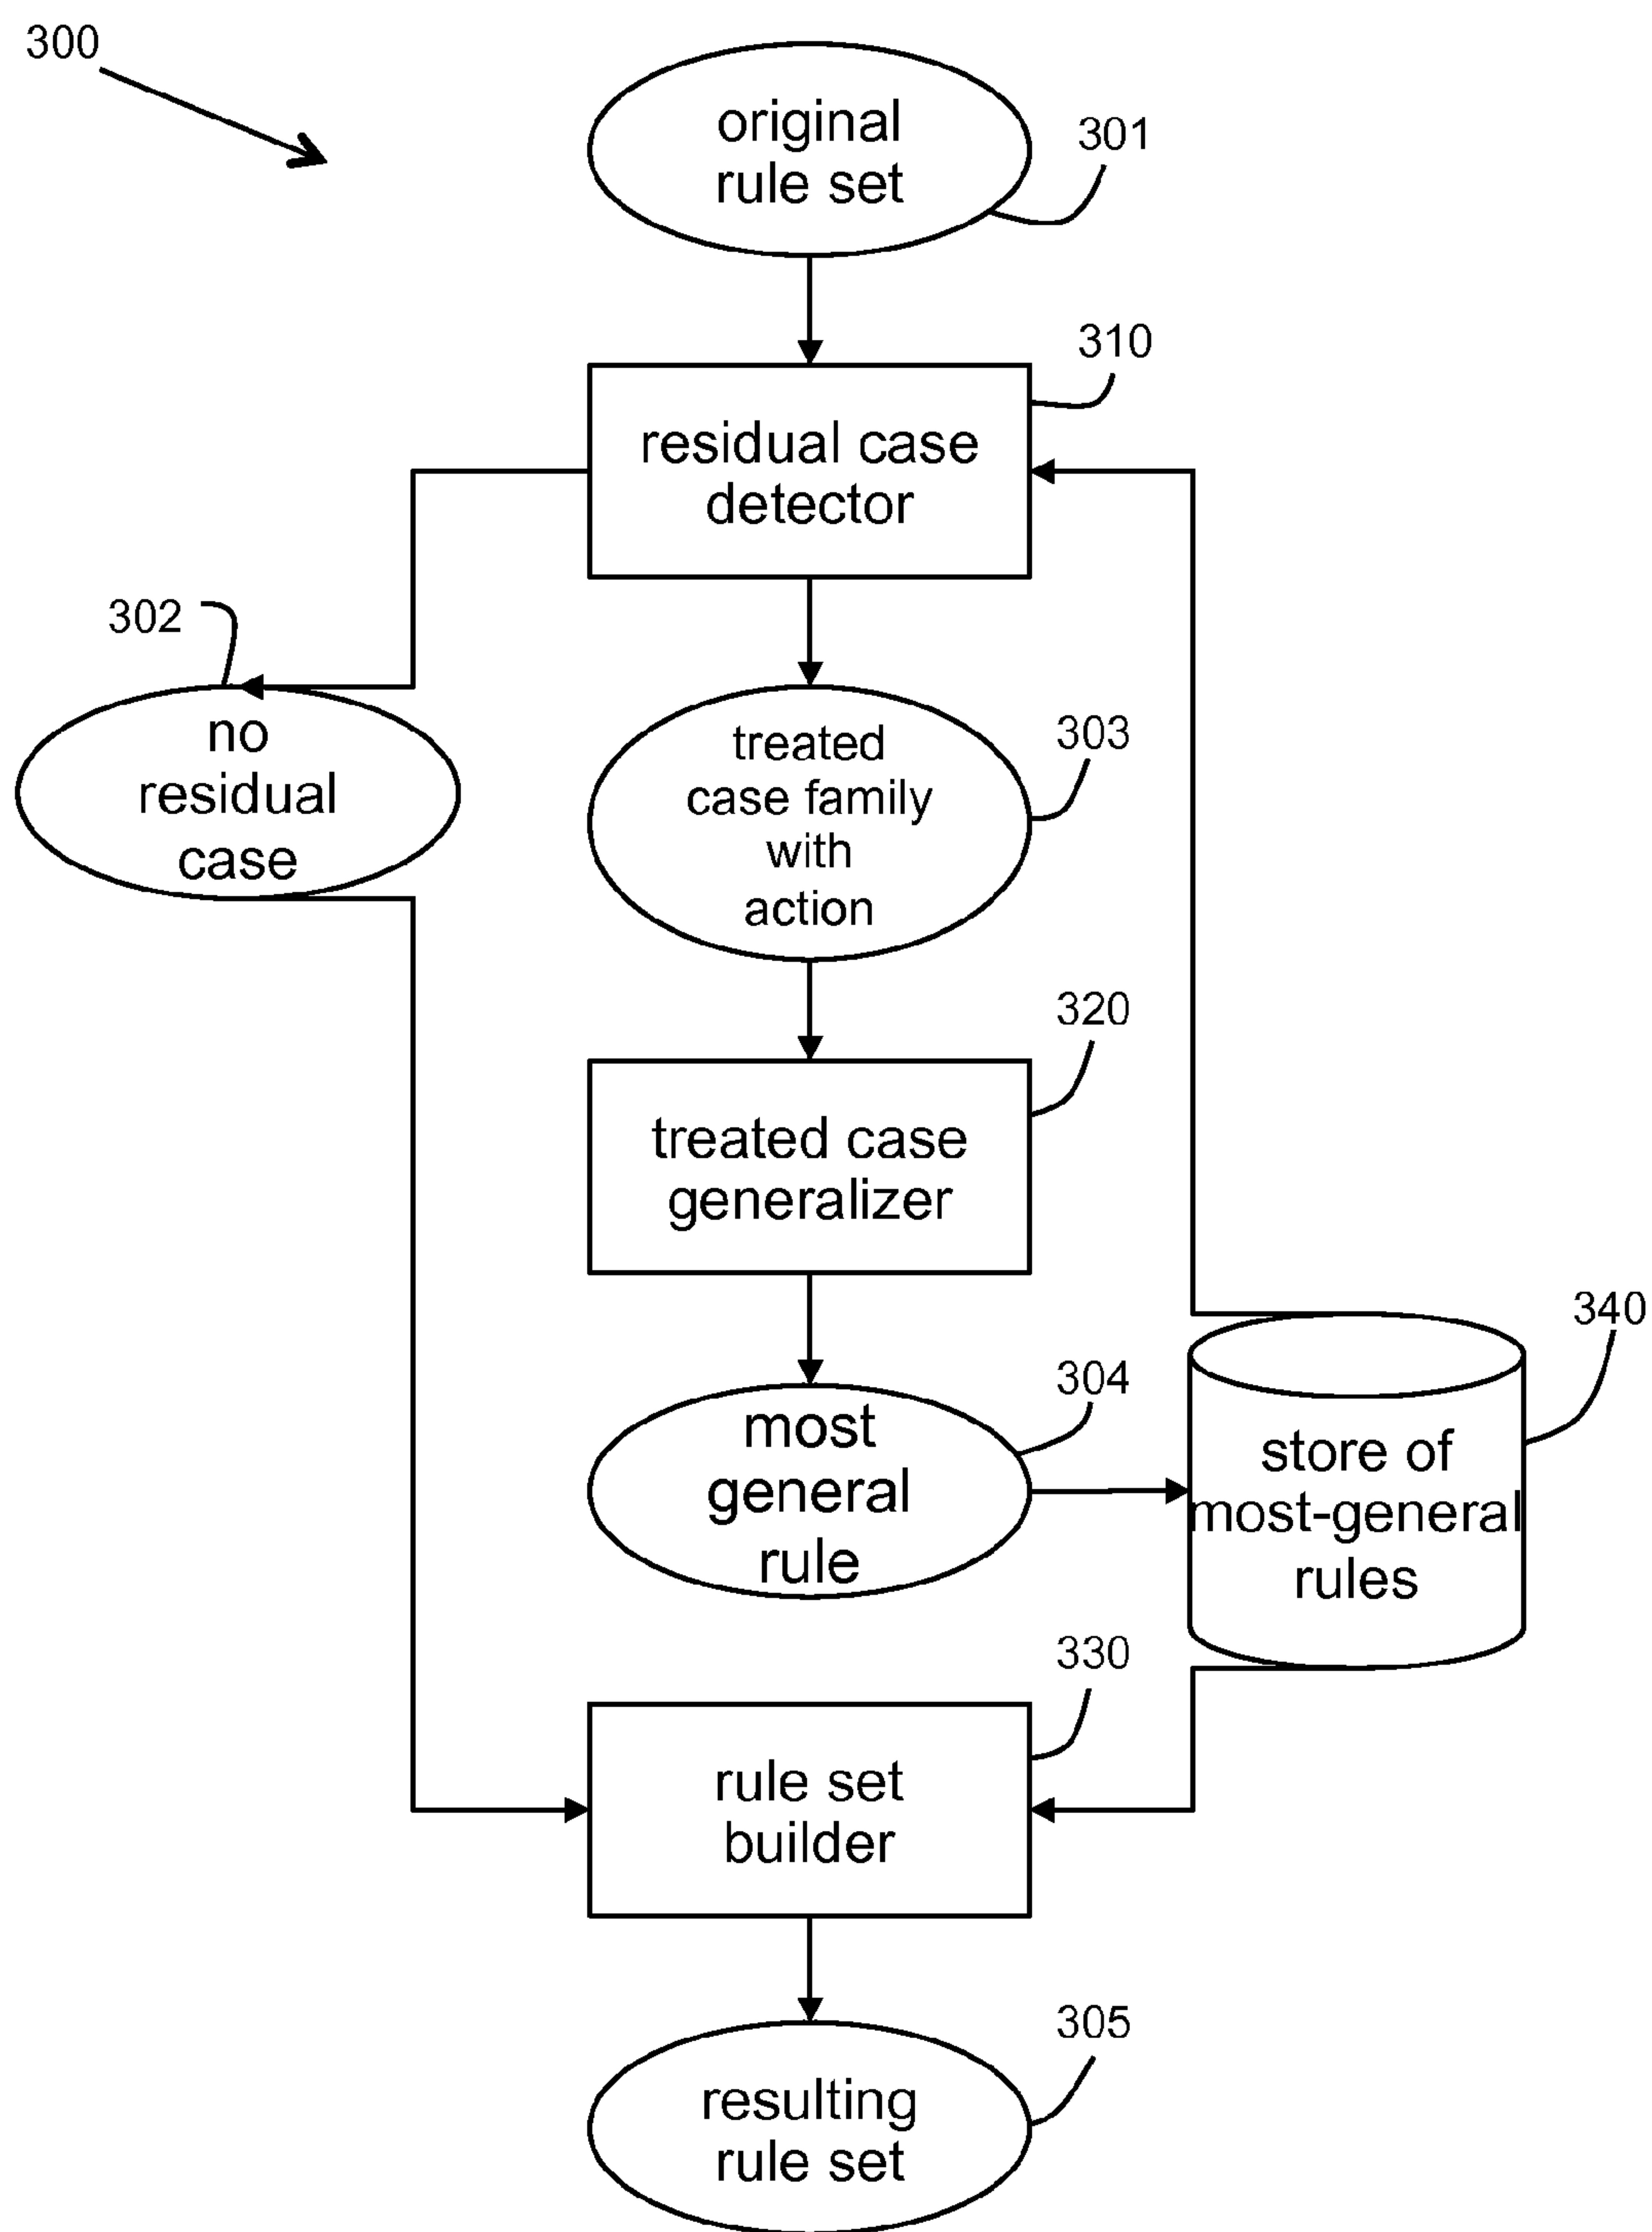 300
original
rule set
301
310
residual case
detector
302
no
residual
case
treated
case family
with
action
303
320
treated case
generalizer
304
most
general
rule
340
store of
most-general
rules
330
rule set
builder
305
resulting
rule set